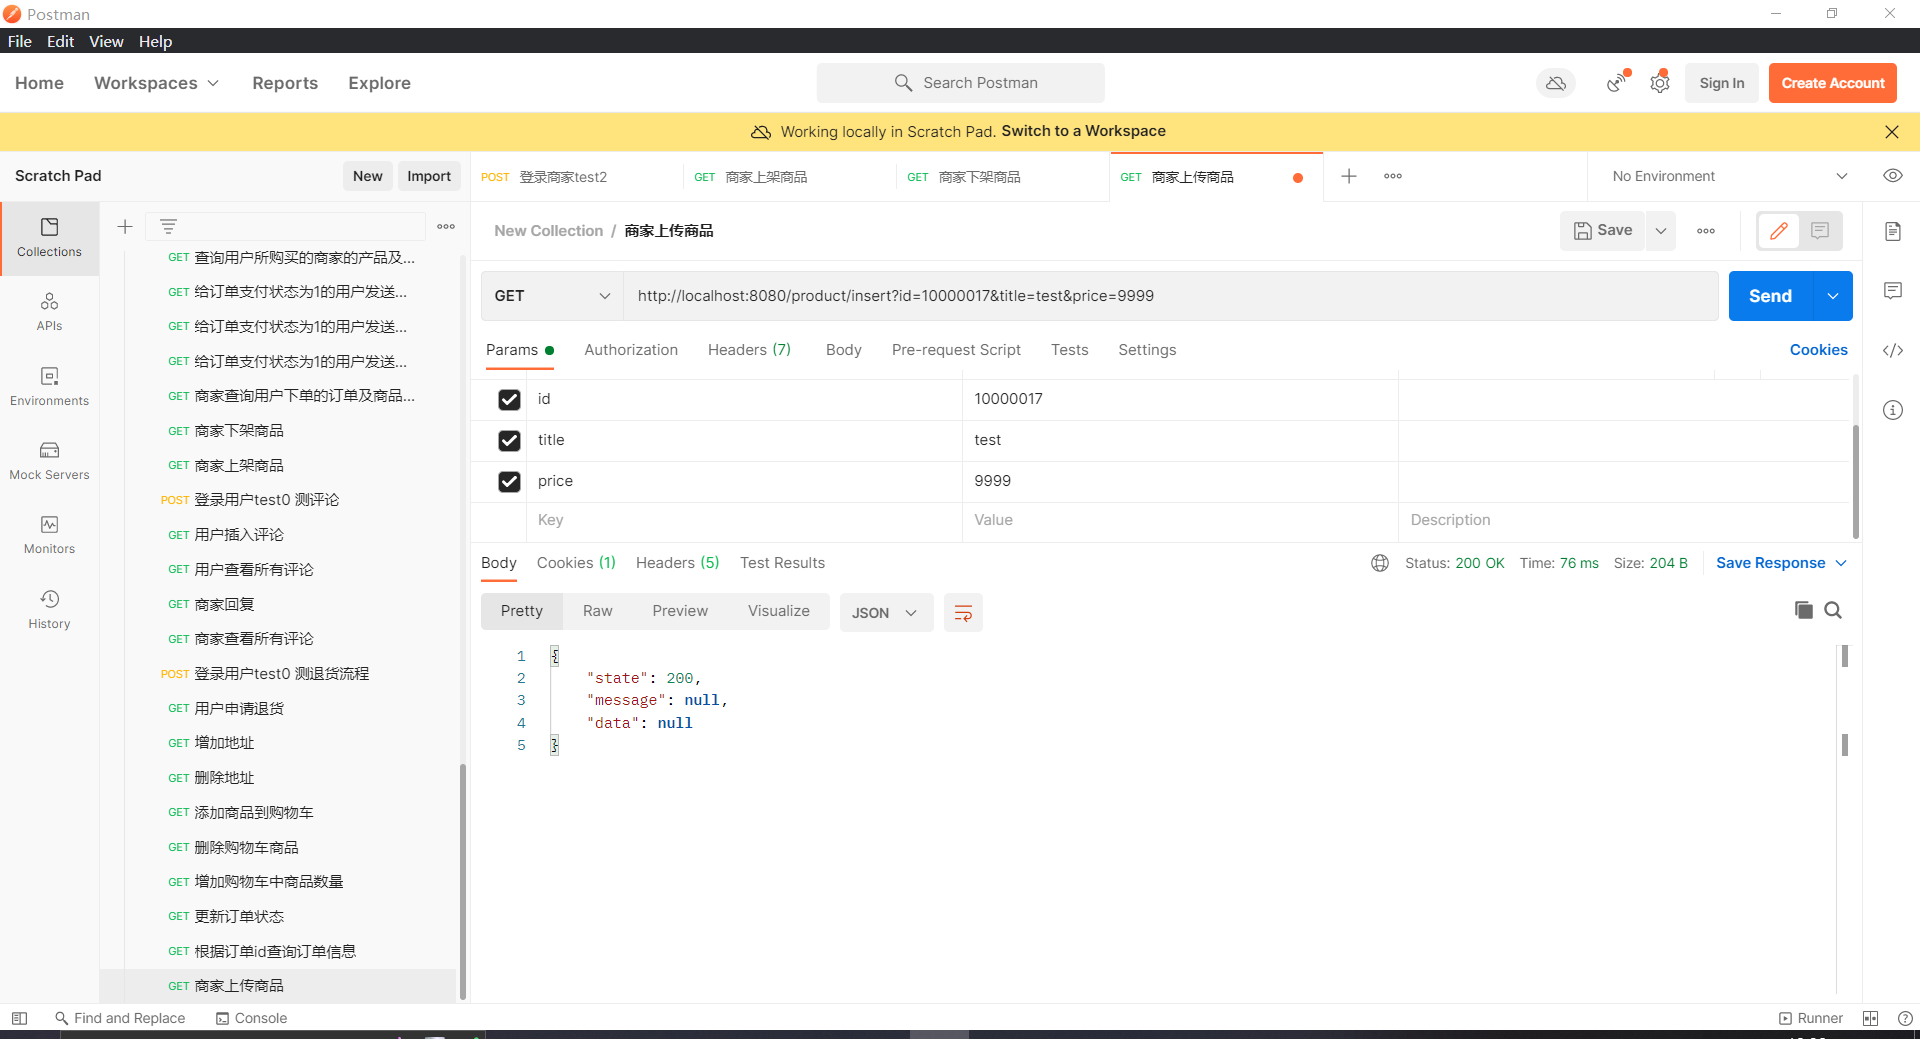 Postman
File Edit View Help
Home Workspaces Reports Explore Search Postman Sign In Create Account
Working locally in Scratch Pad. Switch to a Workspace
Scratch Pad New Import
POST 登录商家test2 GET 商家上架商品 GET 商家下架商品 GET 商家上传商品 No Environment
Collections
APIs
Environments
Mock Servers
Monitors
History
GET 查询用户所购买的商家的产品及...
GET 给订单支付状态为1的用户发送...
GET 给订单支付状态为1的用户发送...
GET 给订单支付状态为1的用户发送...
GET 商家查询用户下单的订单及商品...
GET 商家下架商品
GET 商家上架商品
POST 登录用户test0 测评论
GET 用户插入评论
GET 用户查看所有评论
GET 商家回复
GET 商家查看所有评论
POST 登录用户test0 测退货流程
GET 用户申请退货
GET 增加地址
GET 删除地址
GET 添加商品到购物车
GET 删除购物车商品
GET 增加购物车中商品数量
GET 更新订单状态
GET 根据订单id查询订单信息
GET 商家上传商品
New Collection / 商家上传商品 Save
GET http://localhost:8080/product/insert?id=10000017&title=test&price=9999 Send
Params Authorization Headers (7) Body Pre-request Script Tests Settings Cookies
id 10000017
title test
price 9999
Key Value Description
Body Cookies (1) Headers (5) Test Results Status: 200 OK Time: 76 ms Size: 204 B Save Response
Pretty Raw Preview Visualize JSON
1 {
2 "state": 200,
3 "message": null,
4 "data": null
5 }
Find and Replace Console Runner